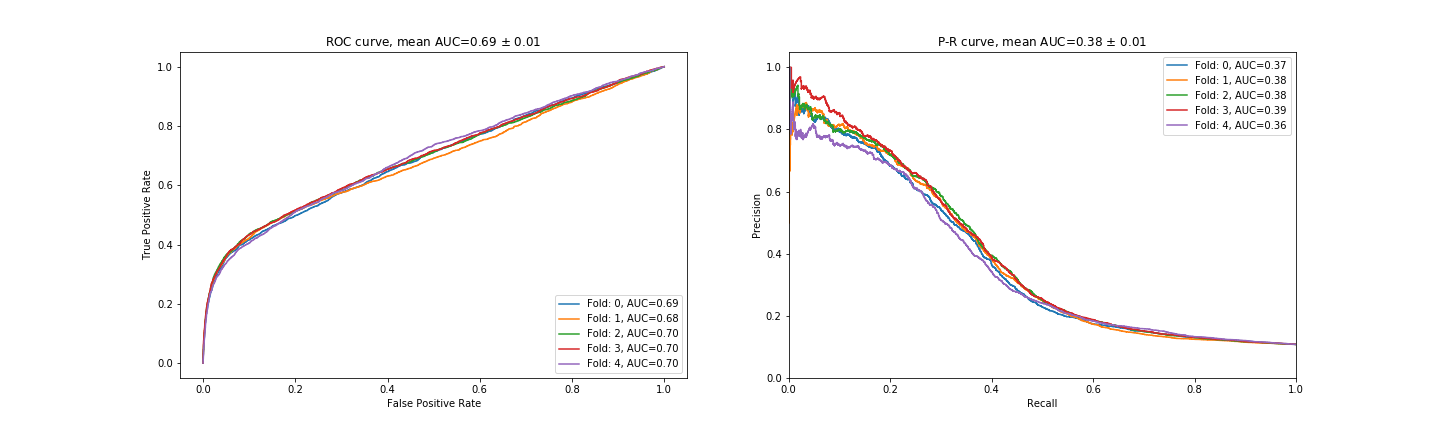 ROC curve, mean AUC=0.69 ± 0.01
True Positive Rate
1.0
0.8
0.6
0.4
0.2
0.0
0.0 0.2 0.4 0.6 0.8 1.0
False Positive Rate
Fold: 0, AUC=0.69
Fold: 1, AUC=0.68
Fold: 2, AUC=0.70
Fold: 3, AUC=0.70
Fold: 4, AUC=0.70
P-R curve, mean AUC=0.38 ± 0.01
Precision
1.0
0.8
0.6
0.4
0.2
0.0
0.0 0.2 0.4 0.6 0.8 1.0
Recall
Fold: 0, AUC=0.37
Fold: 1, AUC=0.38
Fold: 2, AUC=0.38
Fold: 3, AUC=0.39
Fold: 4, AUC=0.36